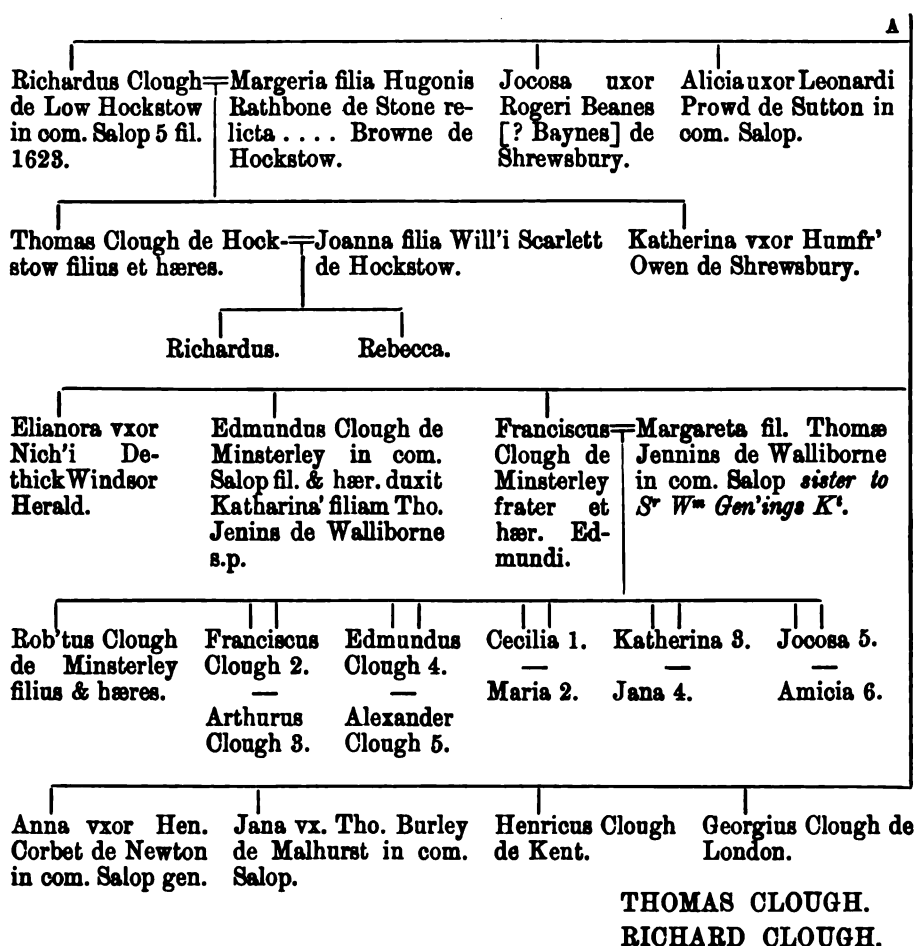 A
Richardus Clough
de Low Hockstow
in com. Salop 5 fil.
1623.
Margeria filia Hugonis
Rathbone de Stone re-
licta .... Browne de
Hockstow.
Jocosa uxor
Rogeri Beanes
[? Baynes] de
Shrewsbury.
Alicia uxor Leonardi
Prowd de Sutton in
com. Salop.
Thomas Clough de Hock-
stow filius et hæres.
Joanna filia Will'i Scarlett
de Hockstow.
Katherina vxor Humfr'
Owen de Shrewsbury.
Richardus.
Rebecca.
Elianora vxor
Nich'i De-
thick Windsor
Herald.
Edmundus Clough de
Minsterley in com.
Salop fil. & hær. duxit
Katharina' filiam Tho.
Jenins de Walliborne
s.p.
Franciscus
Clough de
Minsterley
frater et
hær. Ed-
mundi.
Margareta fil. Thomæ
Jennins de Walliborne
in com. Salop sister to
Sʳ Wᵐ Gen'ings Kᵗ.
Rob'tus Clough
de Minsterley
filius & hæres.
Franciscus
Clough 2.
Arthurus
Clough 3.
Edmundus
Clough 4.
Alexander
Clough 5.
Cecilia 1.
Maria 2.
Katherina 3.
Jana 4.
Jocosa 5.
Amicia 6.
Anna vxor Hen.
Corbet de Newton
in com. Salop gen.
Jana vx. Tho. Burley
de Malhurst in com.
Salop.
Henricus Clough
de Kent.
Georgius Clough de
London.
THOMAS CLOUGH.
RICHARD CLOUGH.